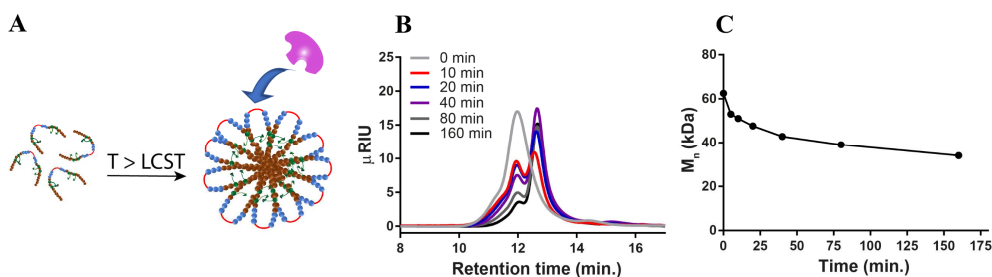 A
T > LCST
B
μ RIU
25
20
15
10
5
0
0 min
10 min
20 min
40 min
80 min
160 min
8
10
12
14
16
Retention time (min.)
C
Mn (kDa)
80
60
40
20
0
0
25
50
75
100
125
150
175
Time (min.)